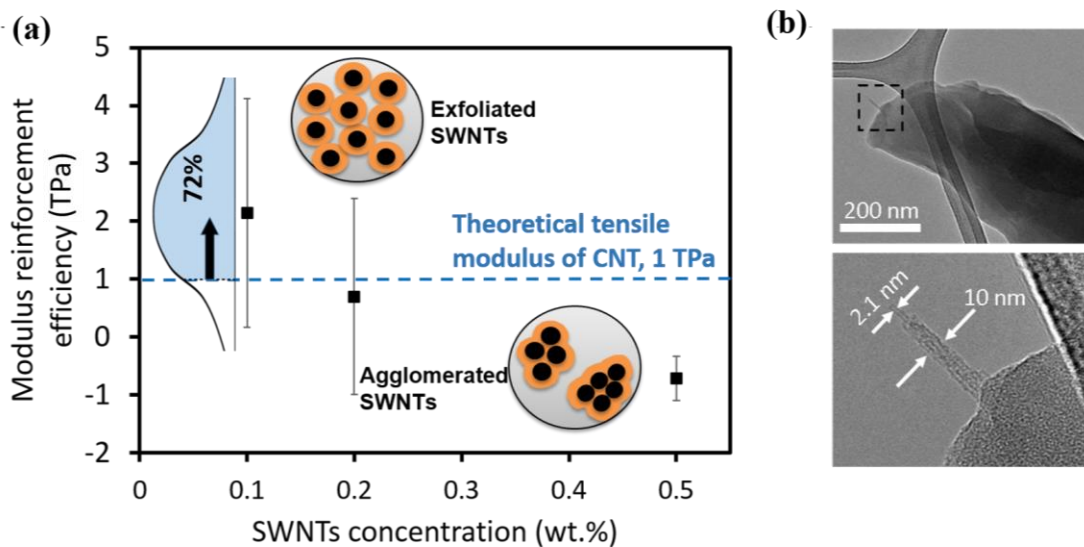 (a)
5
4
3
2
1
0
-1
-2
Modulus reinforcement
efficiency (TPa)
72%
Exfoliated
SWNTs
Theoretical tensile
modulus of CNT, 1 TPa
Agglomerated
SWNTs
0
0.1
0.2
0.3
0.4
0.5
SWNTs concentration (wt.%)
(b)
200 nm
2.1 nm
10 nm